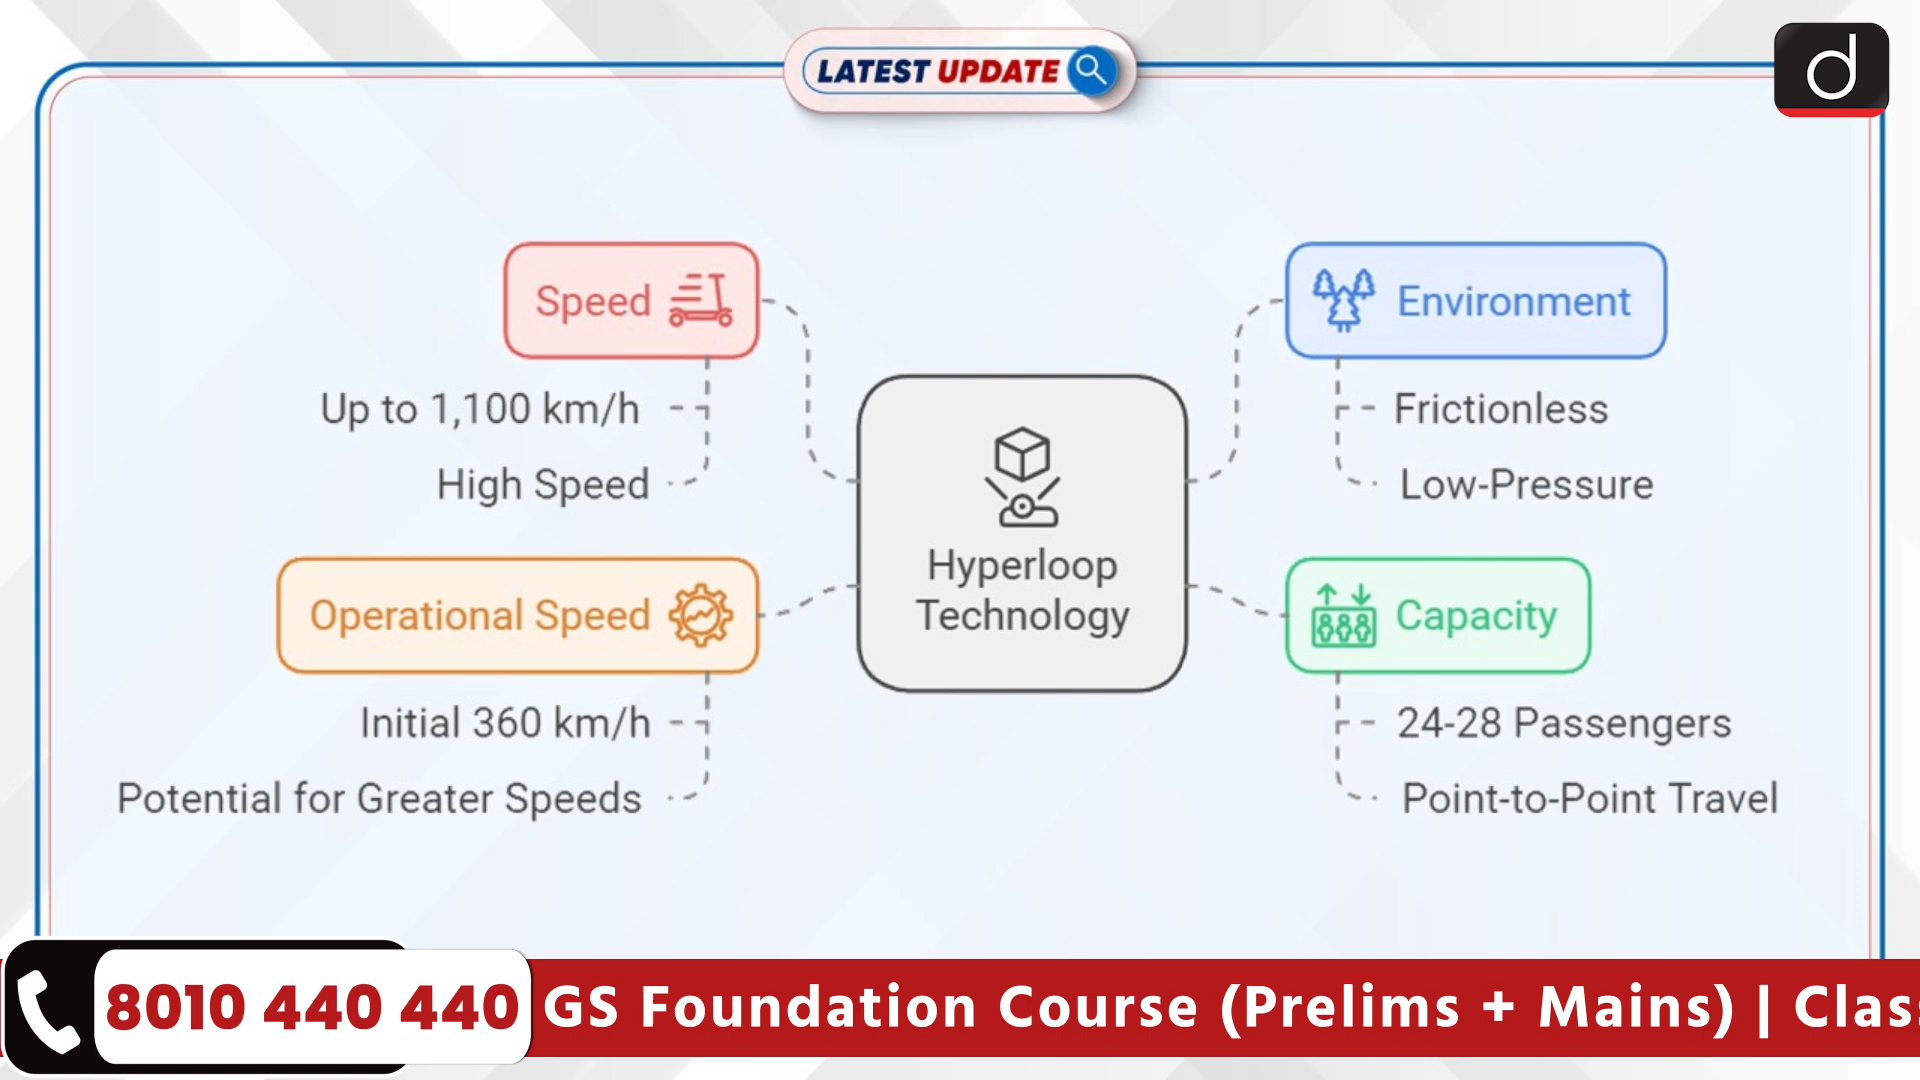 LATEST UPDATE
d
Speed
Up to 1,100 km/h
High Speed
Operational Speed
Initial 360 km/h
Potential for Greater Speeds
Hyperloop
Technology
Environment
Frictionless
Low-Pressure
Capacity
24-28 Passengers
Point-to-Point Travel
8010 440 440 GS Foundation Course (Prelims + Mains) | Clas